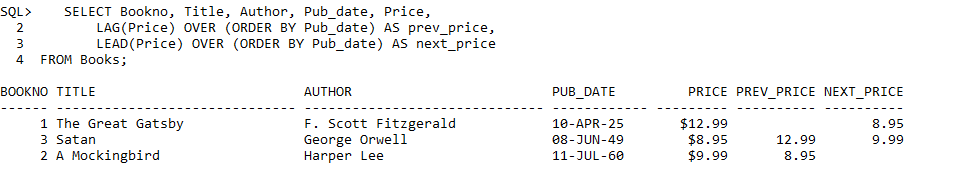 SQL>    SELECT Bookno, Title, Author, Pub_date, Price,
  2         LAG(Price) OVER (ORDER BY Pub_date) AS prev_price,
  3         LEAD(Price) OVER (ORDER BY Pub_date) AS next_price
  4  FROM Books;
BOOKNO TITLE                          AUTHOR                         PUB_DATE         PRICE PREV_PRICE NEXT_PRICE
------ ------------------------------ ------------------------------ ------------ --------- ---------- ----------
     1 The Great Gatsby               F. Scott Fitzgerald            10-APR-25       $12.99                  8.95
     3 Satan                          George Orwell                  08-JUN-49        $8.95      12.99       9.99
     2 A Mockingbird                  Harper Lee                     11-JUL-60        $9.99       8.95